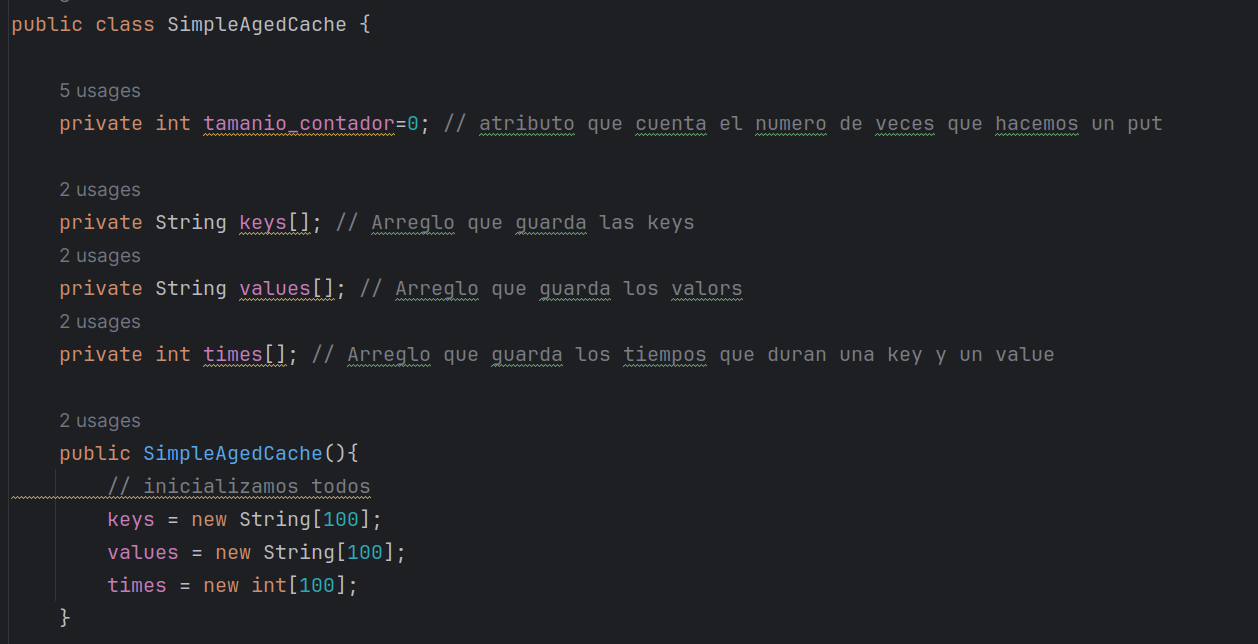 public class SimpleAgedCache {
5 usages
private int tamanio_contador=0; // atributo que cuenta el numero de veces que hacemos un put
2 usages
private String keys[]; // Arreglo que guarda las keys
2 usages
private String values[]; // Arreglo que guarda los valors
2 usages
private int times[]; // Arreglo que guarda los tiempos que duran una key y un value
2 usages
public SimpleAgedCache(){
// inicializamos todos
keys = new String[100];
values = new String[100];
times = new int[100];
}